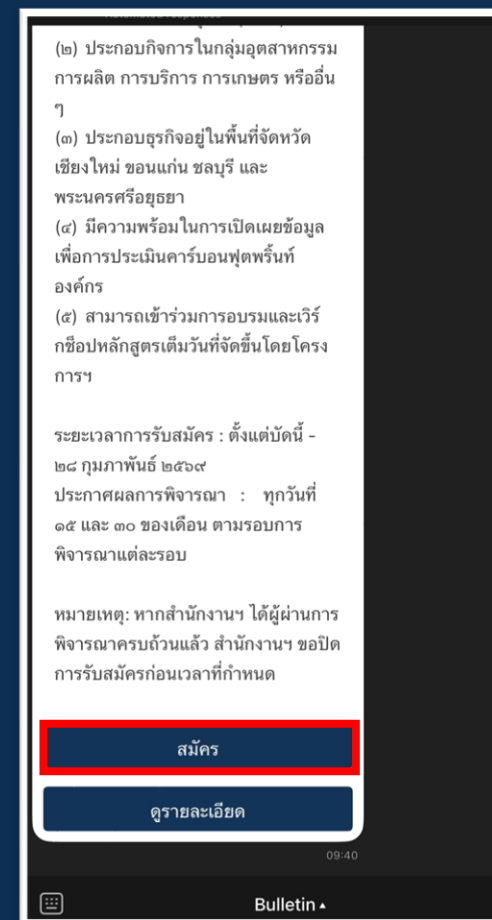 (๒) ประกอบกิจการในกลุ่มอุตสาหกรรม
การผลิต การบริการ การเกษตร หรืออื่น
ๆ
(๓) ประกอบธุรกิจอยู่ในพื้นที่จัดหวัด
เชียงใหม่ ขอนแก่น ชลบุรี และ
พระนครศรีอยุธยา
(๔) มีความพร้อมในการเปิดเผยข้อมูล
เพื่อการประเมินคาร์บอนฟุตพริ้นท์
องค์กร
(๕) สามารถเข้าร่วมการอบรมและเวิร์
กช็อปหลักสูตรเต็มวันที่จัดขึ้นโดยโครง
การฯ
ระยะเวลาการรับสมัคร : ตั้งแต่บัดนี้ -
๒๘ กุมภาพันธ์ ๒๕๖๙
ประกาศผลการพิจารณา : ทุกวันที่
๑๕ และ ๓๐ ของเดือน ตามรอบการ
พิจารณาแต่ละรอบ
หมายเหตุ: หากสำนักงานฯ ได้ผู้ผ่านการ
พิจารณาครบถ้วนแล้ว สำนักงานฯ ขอปิด
การรับสมัครก่อนเวลาที่กำหนด
สมัคร
ดูรายละเอียด
09:40
Bulletin